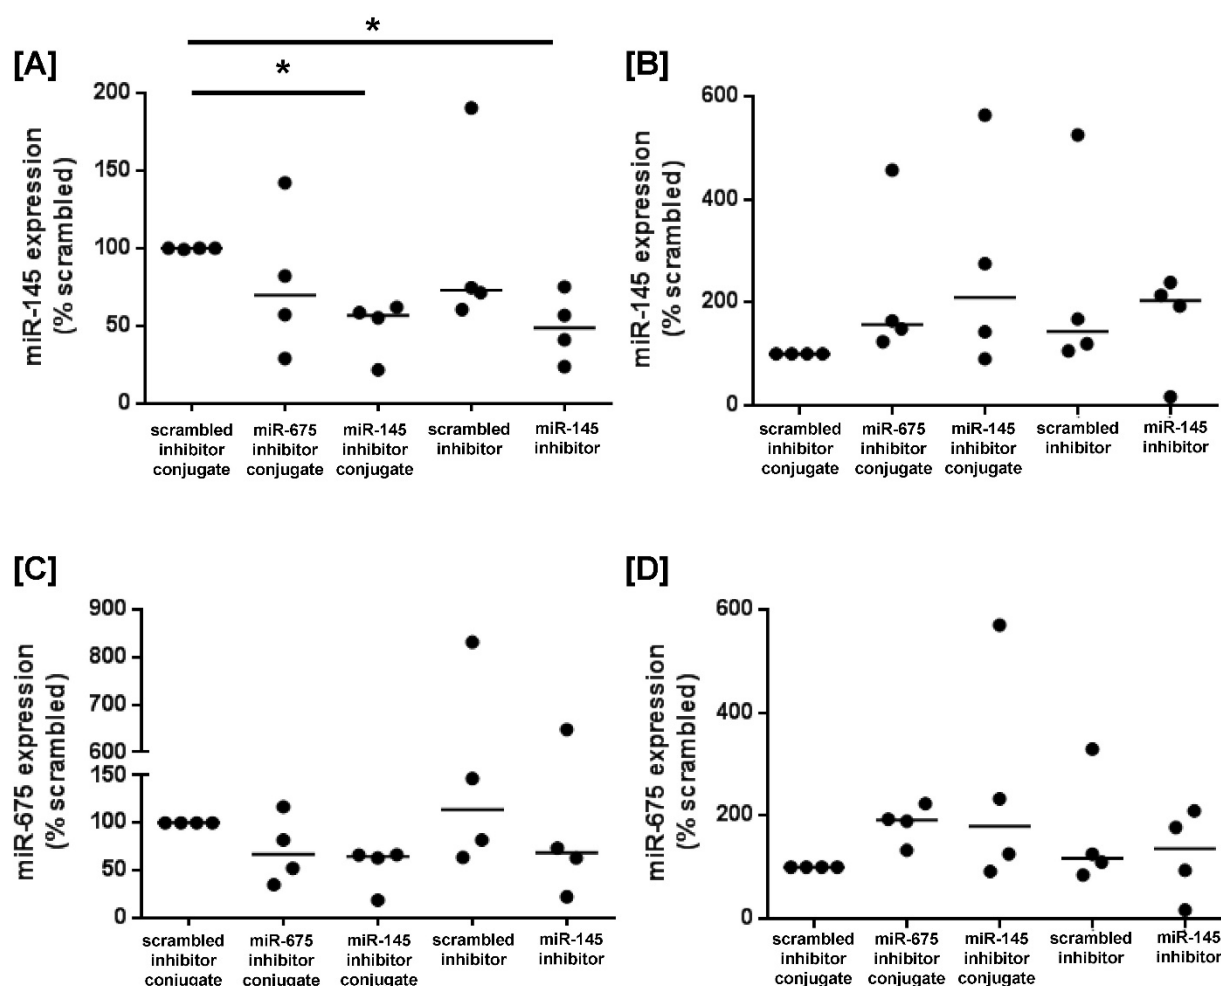 *
*
[A]
miR-145 expression
(% scrambled)
200
150
100
50
0
scrambled inhibitor conjugate
miR-675 inhibitor conjugate
miR-145 inhibitor conjugate
scrambled inhibitor
miR-145 inhibitor
[B]
miR-145 expression
(% scrambled)
600
400
200
0
scrambled inhibitor conjugate
miR-675 inhibitor conjugate
miR-145 inhibitor conjugate
scrambled inhibitor
miR-145 inhibitor
[C]
miR-675 expression
(% scrambled)
900
800
700
600
150
100
50
0
scrambled inhibitor conjugate
miR-675 inhibitor conjugate
miR-145 inhibitor conjugate
scrambled inhibitor
miR-145 inhibitor
[D]
miR-675 expression
(% scrambled)
600
400
200
0
scrambled inhibitor conjugate
miR-675 inhibitor conjugate
miR-145 inhibitor conjugate
scrambled inhibitor
miR-145 inhibitor